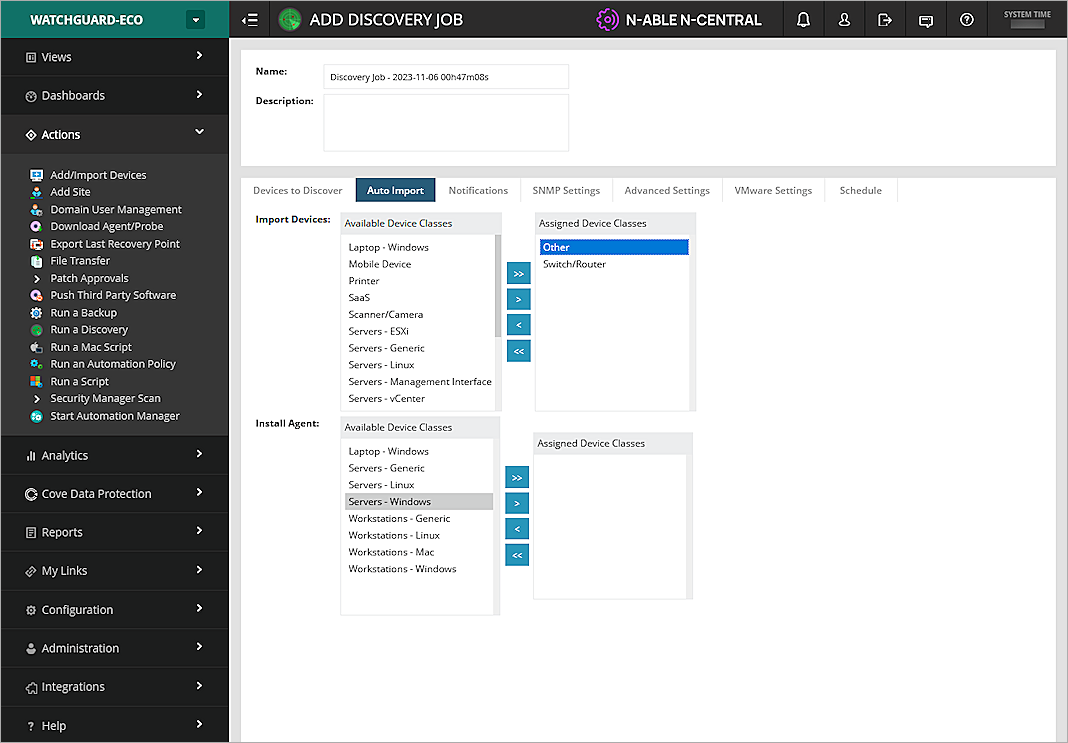 WATCHGUARD-ECO
ADD DISCOVERY JOB
N-ABLE N-CENTRAL
SYSTEM TIME
Views
Dashboards
Actions
Add/Import Devices
Add Site
Domain User Management
Download Agent/Probe
Export Last Recovery Point
File Transfer
Patch Approvals
Push Third Party Software
Run a Backup
Run a Discovery
Run a Mac Script
Run an Automation Policy
Run a Script
Security Manager Scan
Start Automation Manager
Analytics
Cove Data Protection
Reports
My Links
Configuration
Administration
Integrations
? Help
Name:
Discovery Job - 2023-11-06 00h47m08s
Description:
Devices to Discover
Auto Import
Notifications
SNMP Settings
Advanced Settings
VMware Settings
Schedule
Import Devices:
Available Device Classes
Laptop - Windows
Mobile Device
Printer
SaaS
Scanner/Camera
Servers - ESXi
Servers - Generic
Servers - Linux
Servers - Management Interface
Servers - vCenter
>>
>
<
<<
Assigned Device Classes
Other
Switch/Router
Install Agent:
Available Device Classes
Laptop - Windows
Servers - Generic
Servers - Linux
Servers - Windows
Workstations - Generic
Workstations - Linux
Workstations - Mac
Workstations - Windows
>>
>
<
<<
Assigned Device Classes